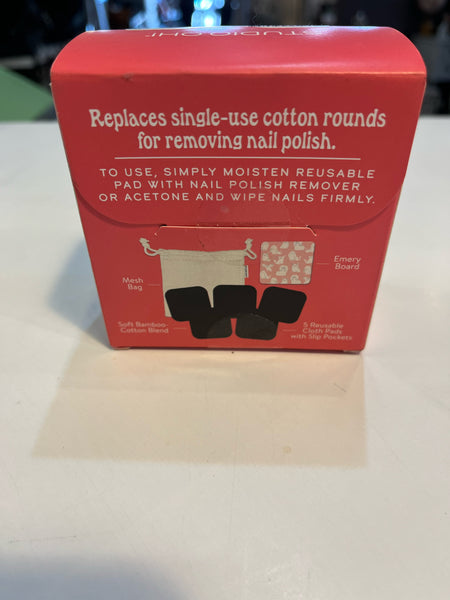 STUDIO OH!
Replaces single-use cotton rounds
for removing nail polish.
TO USE, SIMPLY MOISTEN REUSABLE
PAD WITH NAIL POLISH REMOVER
OR ACETONE AND WIPE NAILS FIRMLY.
Mesh
Bag
Emery
Board
Soft Bamboo-
Cotton Blend
5 Reusable
Cloth Pads
with Slip Pockets